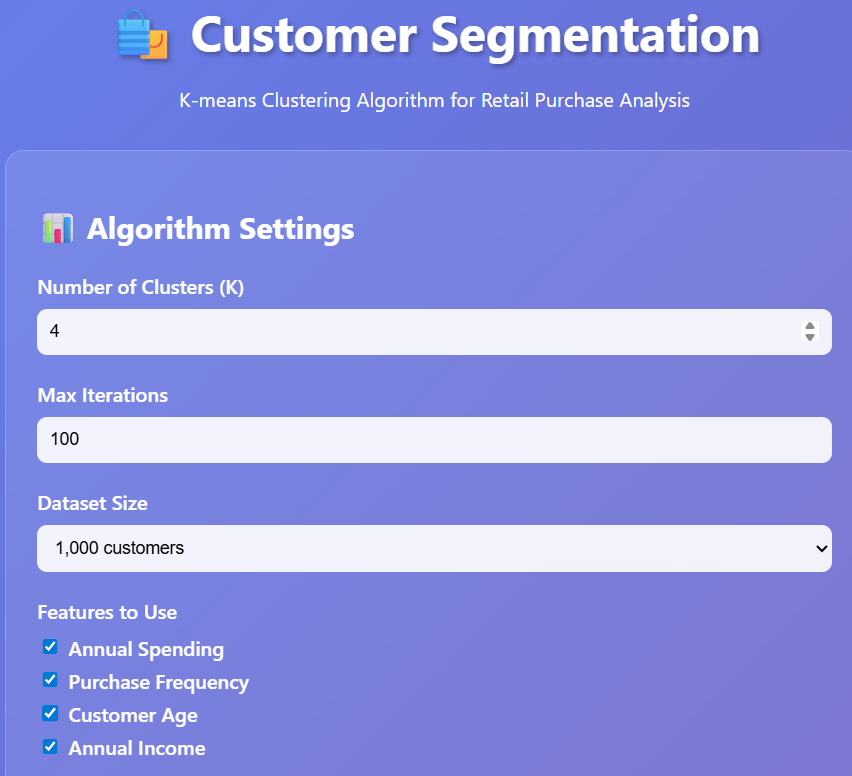 Customer Segmentation
K-means Clustering Algorithm for Retail Purchase Analysis
Algorithm Settings
Number of Clusters (K)
4
Max Iterations
100
Dataset Size
1,000 customers
Features to Use
Annual Spending
Purchase Frequency
Customer Age
Annual Income